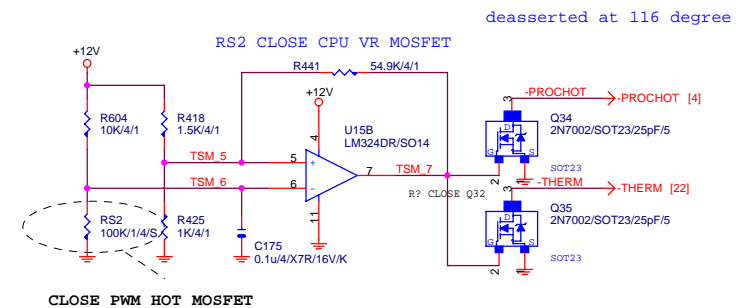 deasserted at 116 degree
RS2 CLOSE CPU VR MOSFET
+12V
R441
54.9K/4/1
+12V
-PROCHOT
-PROCHOT [4]
3
R604
10K/4/1
R418
1.5K/4/1
U15B
LM324DR/SO14
4
D
G
S
Q34
2N7002/SOT23/25pF/5
TSM_5
5
+
7
TSM_7
2
1
SOT23
TSM_6
6
-
R? CLOSE Q32
3
-THERM
-THERM [22]
RS2
100K/1/4/S
R425
1K/4/1
11
D
G
S
Q35
2N7002/SOT23/25pF/5
C175
0.1u/4/X7R/16V/K
2
1
SOT23
CLOSE PWM HOT MOSFET